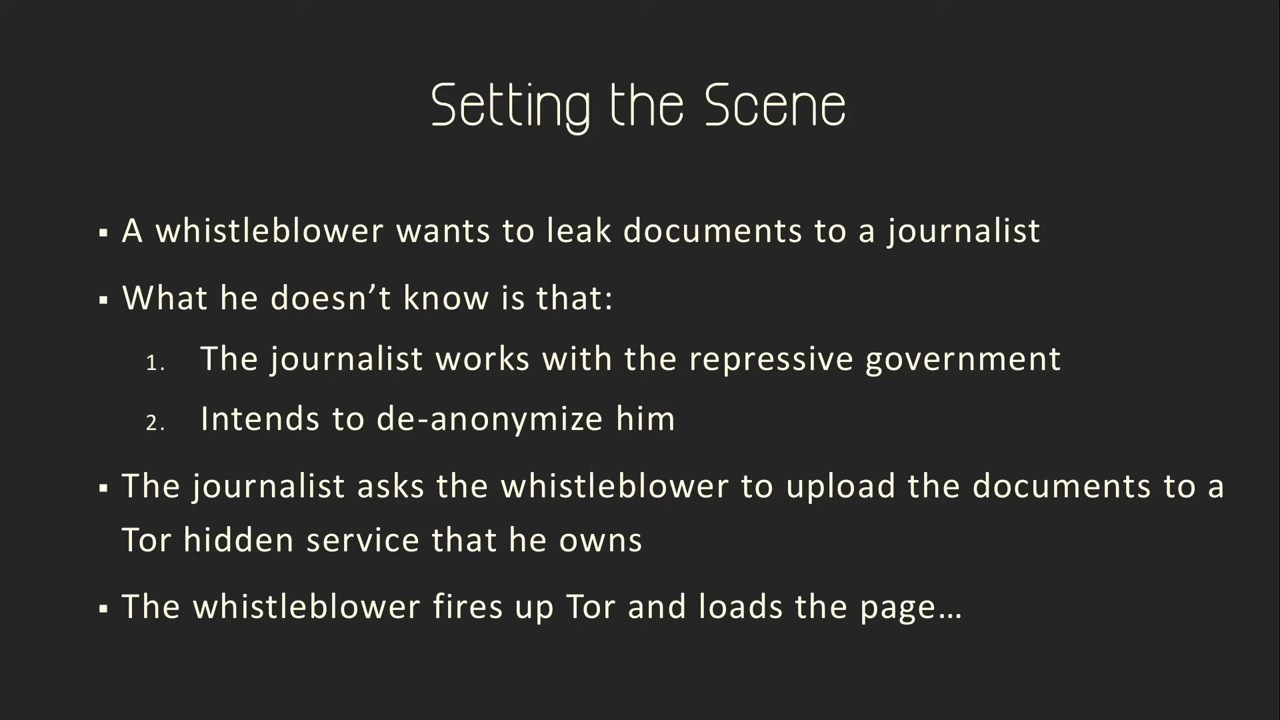 Setting the Scene
▪ A whistleblower wants to leak documents to a journalist
▪ What he doesn’t know is that:
1. The journalist works with the repressive government
2. Intends to de-anonymize him
▪ The journalist asks the whistleblower to upload the documents to a
Tor hidden service that he owns
▪ The whistleblower fires up Tor and loads the page…